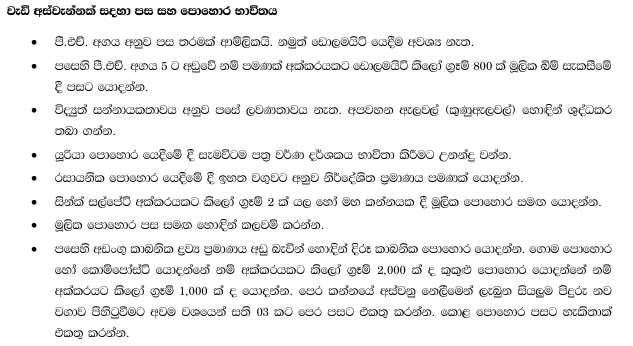 වැඩි අස්වැන්නක් සදහා පස සහ පොහොර භාවිතය
• පී.එච්. අගය අනුව පස තරමක් ආම්ලිකයි. නමුත් ඩොලමයිට් යෙදීම අවශ්‍ය නැත.
• පසෙහි පී.එච්. අගය 5 ට අඩුවේ නම් පමණක් අක්කරයකට ඩොලමයිට් කිලෝ ග්‍රෑම් 800 ක් මූලික බිම් සැකසීමේ
දී පසට යොදන්න.
• විද්‍යුත් සන්නායකතාවය අනුව පසේ ලවණතාවය නැත. අපවහන ඇලවල් (කුණුඇලවල්) හොඳින් ශුද්ධකර
තබා ගන්න.
• යූරියා පොහොර යෙදීමේ දී සැමවිටම පත්‍ර වර්ණ දර්ශකය භාවිතා කිරීමට උනන්දු වන්න.
• රසායනික පොහොර යෙදීමේ දී ඉහත වගුවට අනුව නිර්දේශිත ප්‍රමාණය පමණක් යොදන්න.
• සින්ක් සල්පේට් අක්කරයකට කිලෝ ග්‍රෑම් 2 ක් යල හෝ මහ කන්නයක දී මූලික පොහොර සමඟ යොදන්න.
• මූලික පොහොර පස සමඟ හොඳින් කලවම් කරන්න.
• පසෙහි අඩංගු කාබනික ද්‍රව්‍ය ප්‍රමාණය අඩු බැවින් හොඳින් දිරූ කාබනික පොහොර යොදන්න. ගොම පොහොර
හෝ කොම්පෝස්ට් යොදන්නේ නම් අක්කරයකට කිලෝ ග්‍රෑම් 2,000 ක් ද කුකුළු පොහොර යොදන්නේ නම්
අක්කරයට කිලෝ ග්‍රෑම් 1,000 ක් ද යොදන්න. පෙර කන්නයේ අස්වනු නෙලීමෙන් ලැබුන සියලුම පිදුරු නව
වගාව පිහිටුවීමට අවම වශයෙන් සති 03 කට පෙර පසට එකතු කරන්න. කොළ පොහොර පසට හැකිතාක්
එකතු කරන්න.